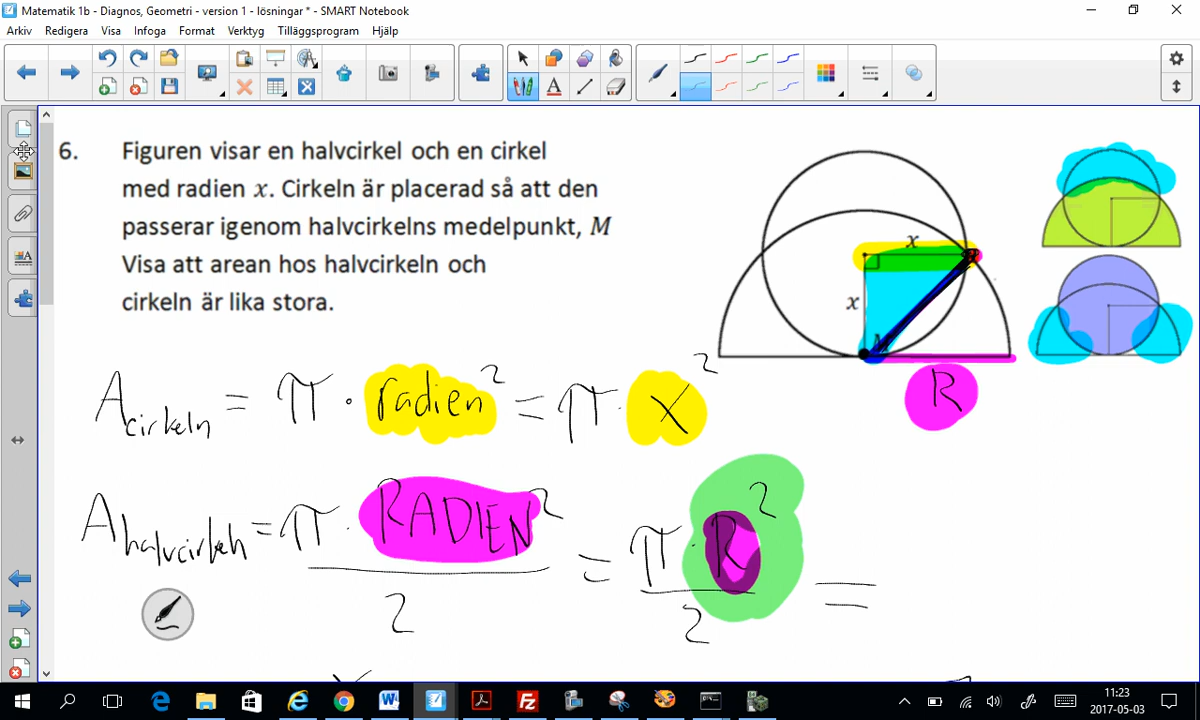 Matematik 1b - Diagnos, Geometri - version 1 - lösningar * - SMART Notebook
Arkiv Redigera Visa Infoga Format Verktyg Tilläggsprogram Hjälp
6. Figuren visar en halvcirkel och en cirkel
med radien x. Cirkeln är placerad så att den
passerar igenom halvcirkelns medelpunkt, M
Visa att arean hos halvcirkeln och
cirkeln är lika stora.
x
x
M
R
A cirkeln = π · radien² = π · x²
A halvcirkeln = π · RADIEN² / 2 = π · R² / 2 =
11:23
2017-05-03